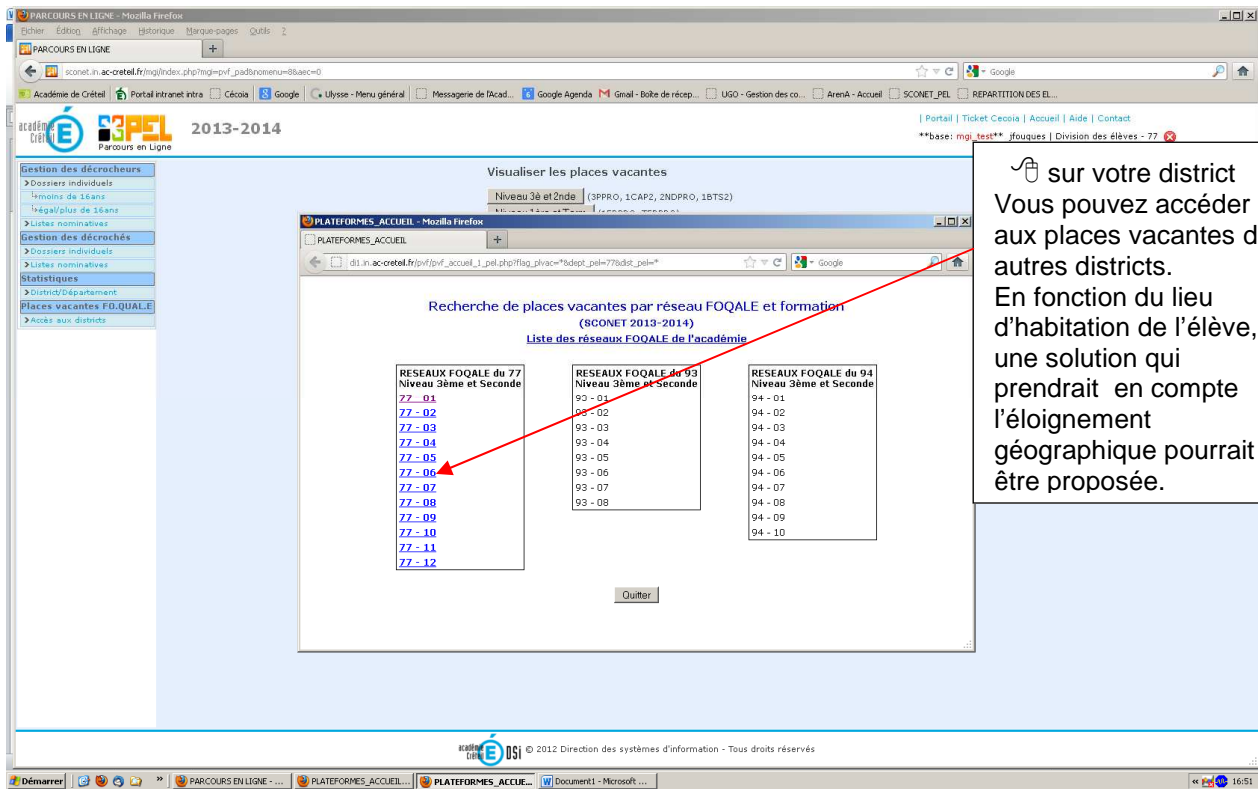 PARCOURS EN LIGNE - Mozilla Firefox
Fichier Édition Affichage Historique Marque-pages Outils ?
PARCOURS EN LIGNE +
sconet.in.ac-creteil.fr/mgi/index.php?mgi=pvf_pad&nomenu=8&aec=0
Google
Académie de Créteil Portail intranet intra Cécoia Google Ulysse - Menu général Messagerie de l'Acad... Google Agenda Gmail - Boîte de récep... UGO - Gestion des co... ArenA - Accueil SCONET_PEL REPARTITION DES EL...
académie Créteil
S3PEL
Parcours en Ligne
2013-2014
| Portail | Ticket Cecoia | Accueil | Aide | Contact
**base: mgi_test** jfouques | Division des élèves - 77
Gestion des décrocheurs
>Dossiers individuels
moins de 16ans
égal/plus de 16ans
>Listes nominatives
Gestion des décrochés
>Dossiers individuels
>Listes nominatives
Statistiques
>District/Département
Places vacantes FO.QUAL.E
>Accès aux districts
Visualiser les places vacantes
Niveau 3è et 2nde (3PPRO, 1CAP2, 2NDPRO, 1BTS2)
PLATEFORMES_ACCUEIL - Mozilla Firefox
PLATEFORMES_ACCUEIL +
di1.in.ac-creteil.fr/pvf/pvf_accueil_1_pel.php?flag_plvac=*&dept_pel=77&dist_pel=*
Google
Recherche de places vacantes par réseau FOQALE et formation
(SCONET 2013-2014)
Liste des réseaux FOQALE de l'académie
RESEAUX FOQALE du 77
Niveau 3ème et Seconde
77 - 01
77 - 02
77 - 03
77 - 04
77 - 05
77 - 06
77 - 07
77 - 08
77 - 09
77 - 10
77 - 11
77 - 12
RESEAUX FOQALE du 93
Niveau 3ème et Seconde
93 - 01
93 - 02
93 - 03
93 - 04
93 - 05
93 - 06
93 - 07
93 - 08
RESEAUX FOQALE du 94
Niveau 3ème et Seconde
94 - 01
94 - 02
94 - 03
94 - 04
94 - 05
94 - 06
94 - 07
94 - 08
94 - 09
94 - 10
Quitter
sur votre district
Vous pouvez accéder
aux places vacantes d
autres districts.
En fonction du lieu
d'habitation de l'élève,
une solution qui
prendrait en compte
l'éloignement
géographique pourrait
être proposée.
académie Créteil DSi © 2012 Direction des systèmes d'information - Tous droits réservés
Démarrer » PARCOURS EN LIGNE - ... PLATEFORMES_ACCUEIL... PLATEFORMES_ACCUE... Document1 - Microsoft ... « 16:51